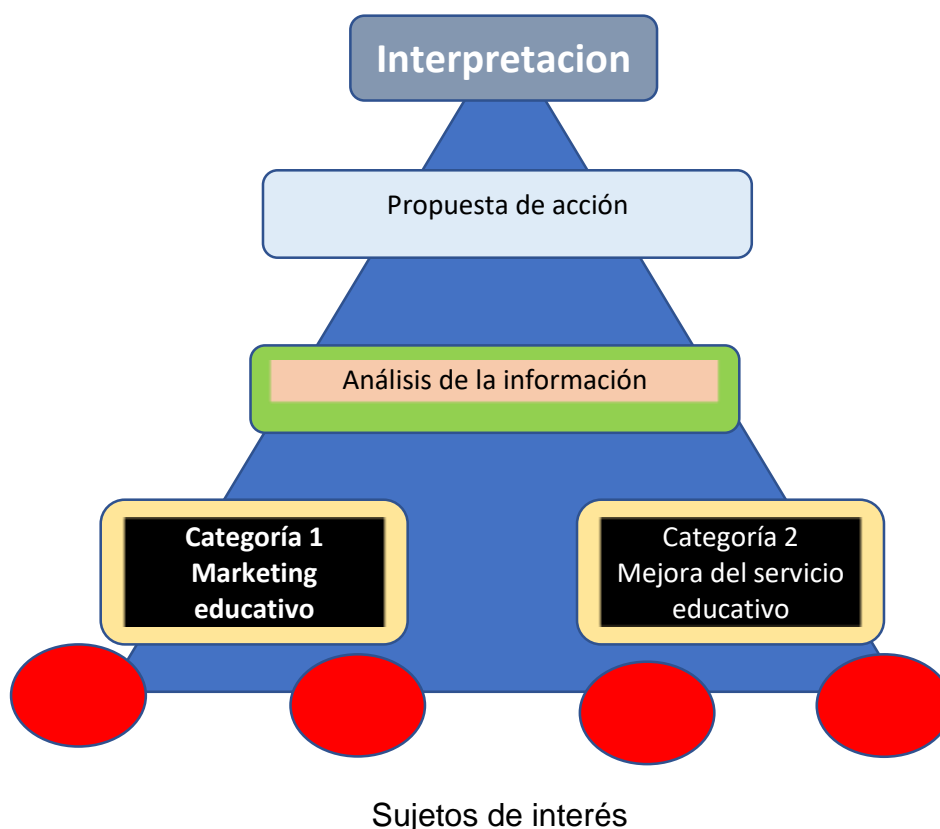 Interpretacion
Propuesta de acción
Análisis de la información
Categoría 1
Marketing
educativo
Categoría 2
Mejora del servicio
educativo
Sujetos de interés